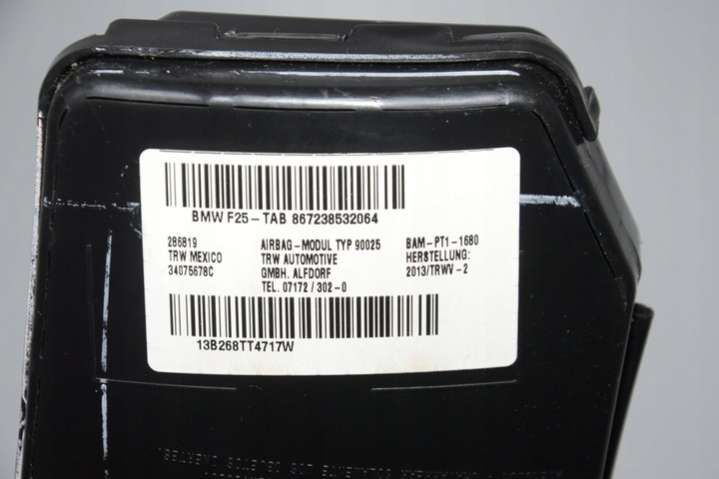 BMW F25-TAB 867238532064
286819 AIRBAG-MODUL TYP 90025 BAM-PT1-1680
TRW MEXICO TRW AUTOMOTIVE HERSTELLUNG:
34075678C GMBH. ALFDORF 2013/TRWV-2
TEL. 07172/302-0
13B268TT4717W